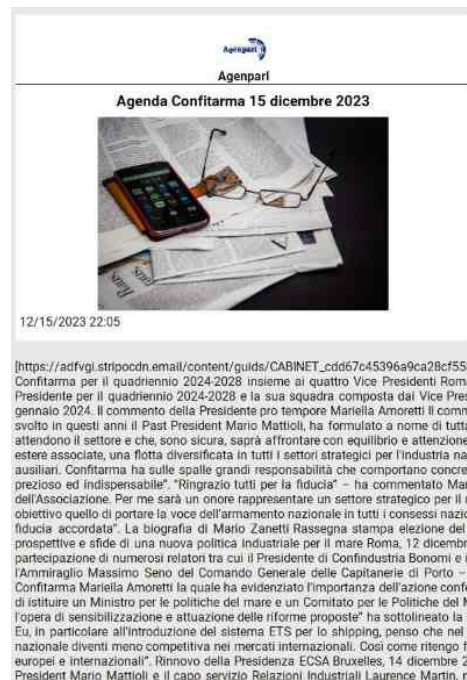 Agenparl
Agenparl
Agenda Confitarma 15 dicembre 2023
12/15/2023 22:05
[https://adfvgi.stripocdn.email/content/guids/CABINET_cdd67c45396a9ca28cf55
Confitarma per il quadriennio 2024-2028 insieme ai quattro Vice Presidenti Rom
Presidente per il quadriennio 2024-2028 e la sua squadra composta dai Vice Pres
gennaio 2024. Il commento della Presidente pro tempore Mariella Amoretti Il comm
svolto in questi anni il Past President Mario Mattioli, ha formulato a nome di tutta
attendono il settore e che, sono sicura, saprà affrontare con equilibrio e attenzione
estere associate, una flotta diversificata in tutti i settori strategici per l'industria na
ausiliari. Confitarma ha sulle spalle grandi responsabilità che comportano concre
prezioso ed indispensabile". "Ringrazio tutti per la fiducia" – ha commentato Mar
dell'Associazione. Per me sarà un onore rappresentare un settore strategico per il
obiettivo quello di portare la voce dell'armamento nazionale in tutti i consessi nazio
fiducia accordata". La biografia di Mario Zanetti Rassegna stampa elezione del
prospettive e sfide di una nuova politica industriale per il mare Roma, 12 dicembr
partecipazione di numerosi relatori tra cui il Presidente di Confindustria Bonomi e i
l'Ammiraglio Massimo Seno del Comando Generale delle Capitanerie di Porto –
Confitarma Mariella Amoretti la quale ha evidenziato l'importanza dell'azione confe
di istituire un Ministro per le politiche del mare e un Comitato per le Politiche del M
l'opera di sensibilizzazione e attuazione delle riforme proposte" ha sottolineato la
Eu, in particolare all'introduzione del sistema ETS per lo shipping, penso che nel
nazionale diventi meno competitiva nei mercati internazionali. Così come ritengo f
europei e internazionali". Rinnovo della Presidenza ECSA Bruxelles, 14 dicembre 2
President Mario Mattioli e il capo servizio Relazioni Industriali Laurence Martin,